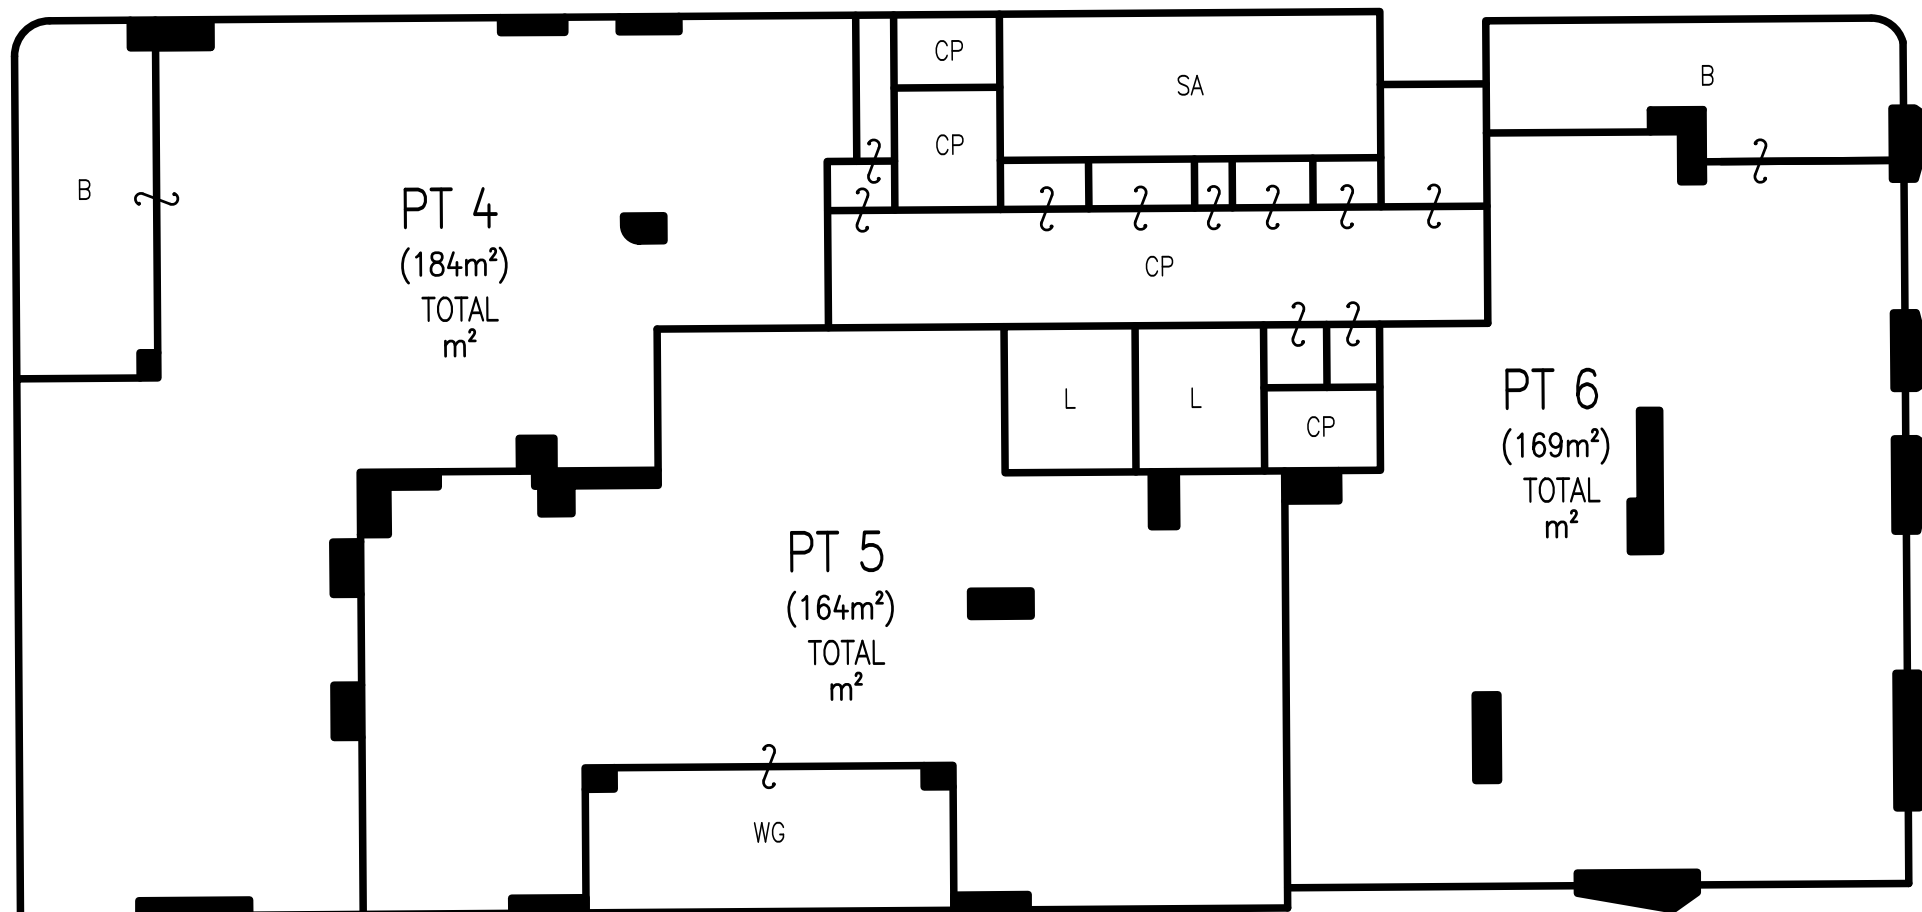 CP
SA
B
CP
B
PT 4
(184m²)
TOTAL
m²
CP
L
L
CP
PT 6
(169m²)
TOTAL
m²
PT 5
(164m²)
TOTAL
m²
WG